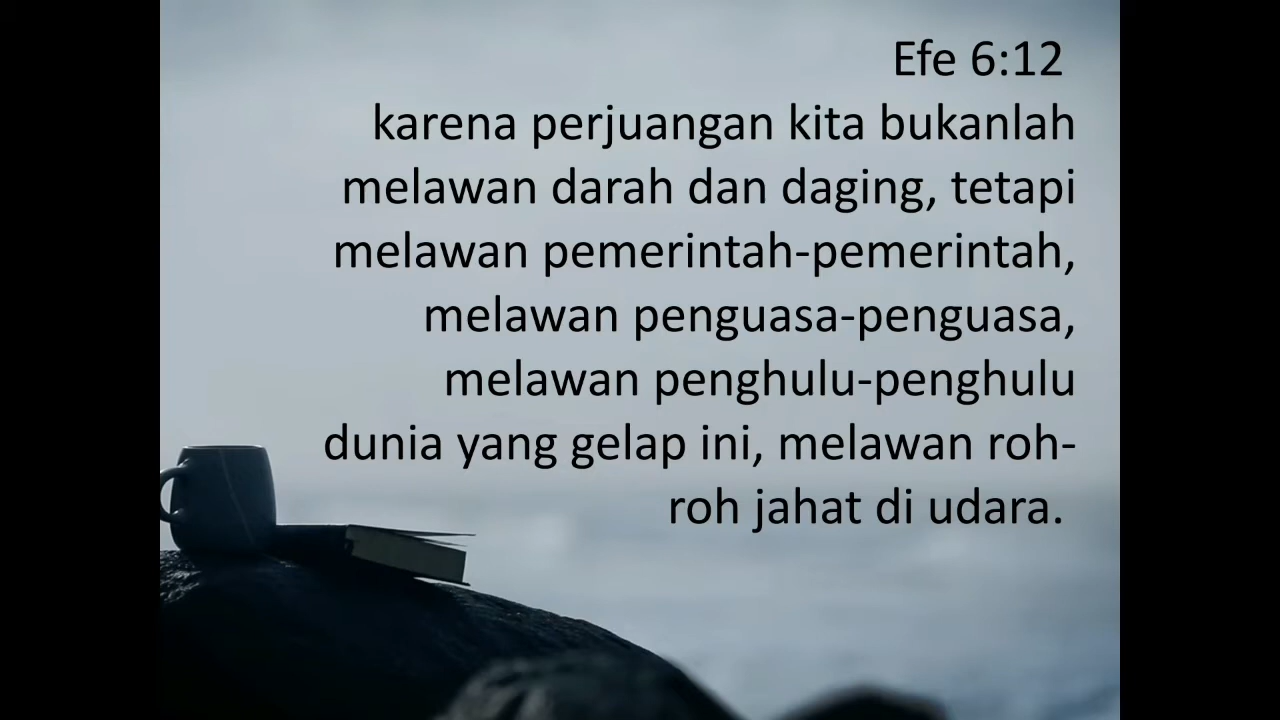 Efe 6:12
karena perjuangan kita bukanlah
melawan darah dan daging, tetapi
melawan pemerintah-pemerintah,
melawan penguasa-penguasa,
melawan penghulu-penghulu
dunia yang gelap ini, melawan roh-
roh jahat di udara.